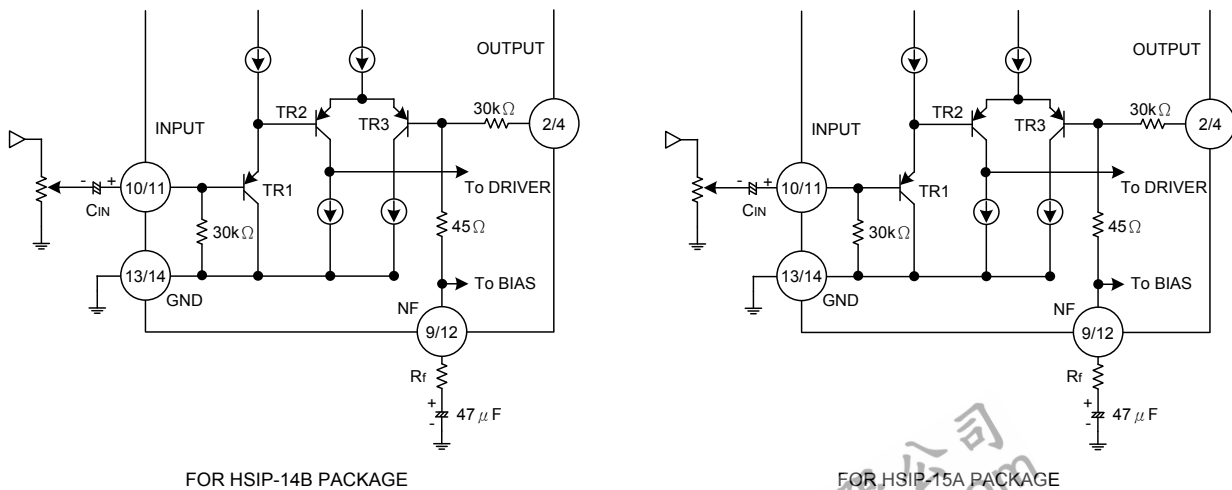 OUTPUT
INPUT
TR2
TR3
30kΩ
2/4
10/11
- +
CIN
TR1
To DRIVER
30kΩ
45Ω
13/14
GND
To BIAS
NF
9/12
Rf
+
-
47μF
FOR HSIP-14B PACKAGE
OUTPUT
INPUT
TR2
TR3
30kΩ
2/4
10/11
- +
CIN
TR1
To DRIVER
30kΩ
45Ω
13/14
GND
To BIAS
NF
9/12
Rf
+
-
47μF
FOR HSIP-15A PACKAGE
公司
om